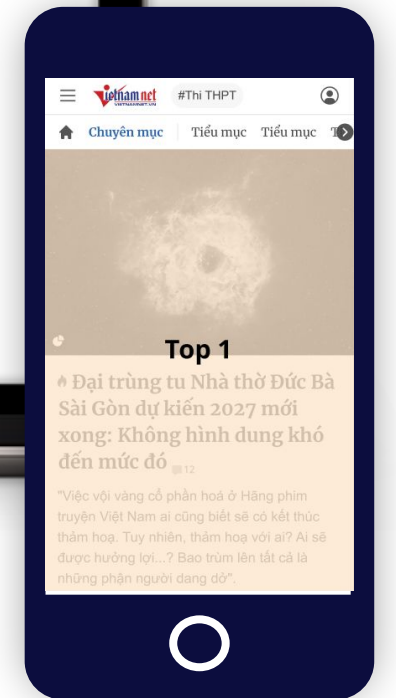 Vietnamnet
VIETNAMNET.VN
#Thi THPT
Chuyên mục
Tiểu mục
Tiểu mục
T
Top 1
Đại trùng tu Nhà thờ Đức Bà
Sài Gòn dự kiến 2027 mới
xong: Không hình dung khó
đến mức đó
12
"Việc vội vàng cổ phần hoá ở Hãng phim
truyện Việt Nam ai cũng biết sẽ có kết thúc
thảm hoạ. Tuy nhiên, thảm hoạ với ai? Ai sẽ
được hưởng lợi...? Bao trùm lên tất cả là
những phận người dang dở".